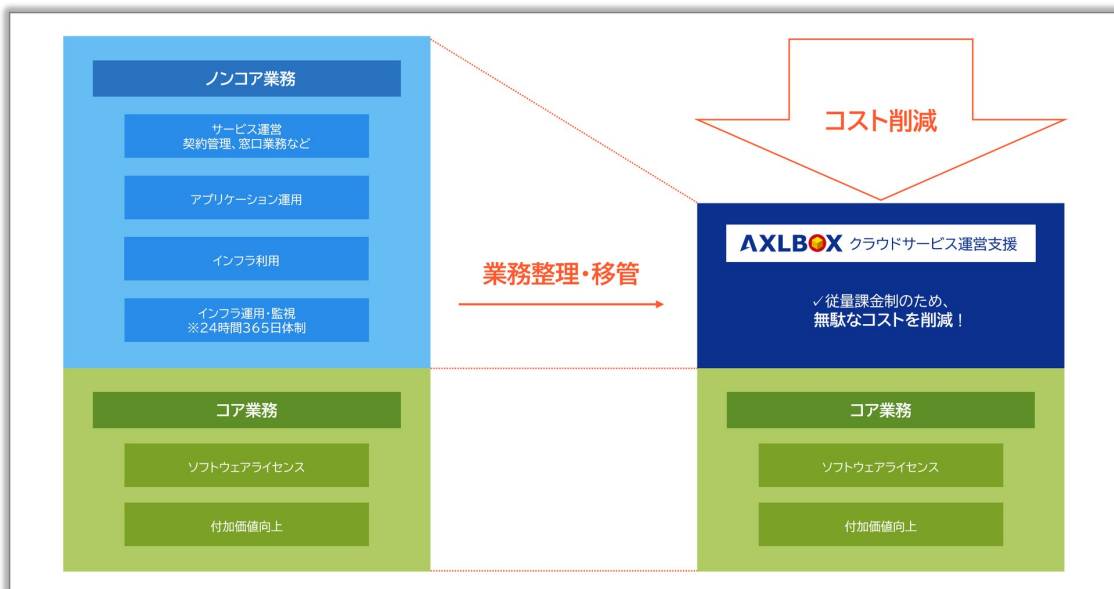 ノンコア業務
サービス運営
契約管理、窓口業務など
アプリケーション運用
インフラ利用
インフラ運用・監視
※24時間365日体制
コア業務
ソフトウェアライセンス
付加価値向上
業務整理・移管
コスト削減
AXLBOX クラウドサービス運営支援
✓従量課金制のため、
無駄なコストを削減！
コア業務
ソフトウェアライセンス
付加価値向上